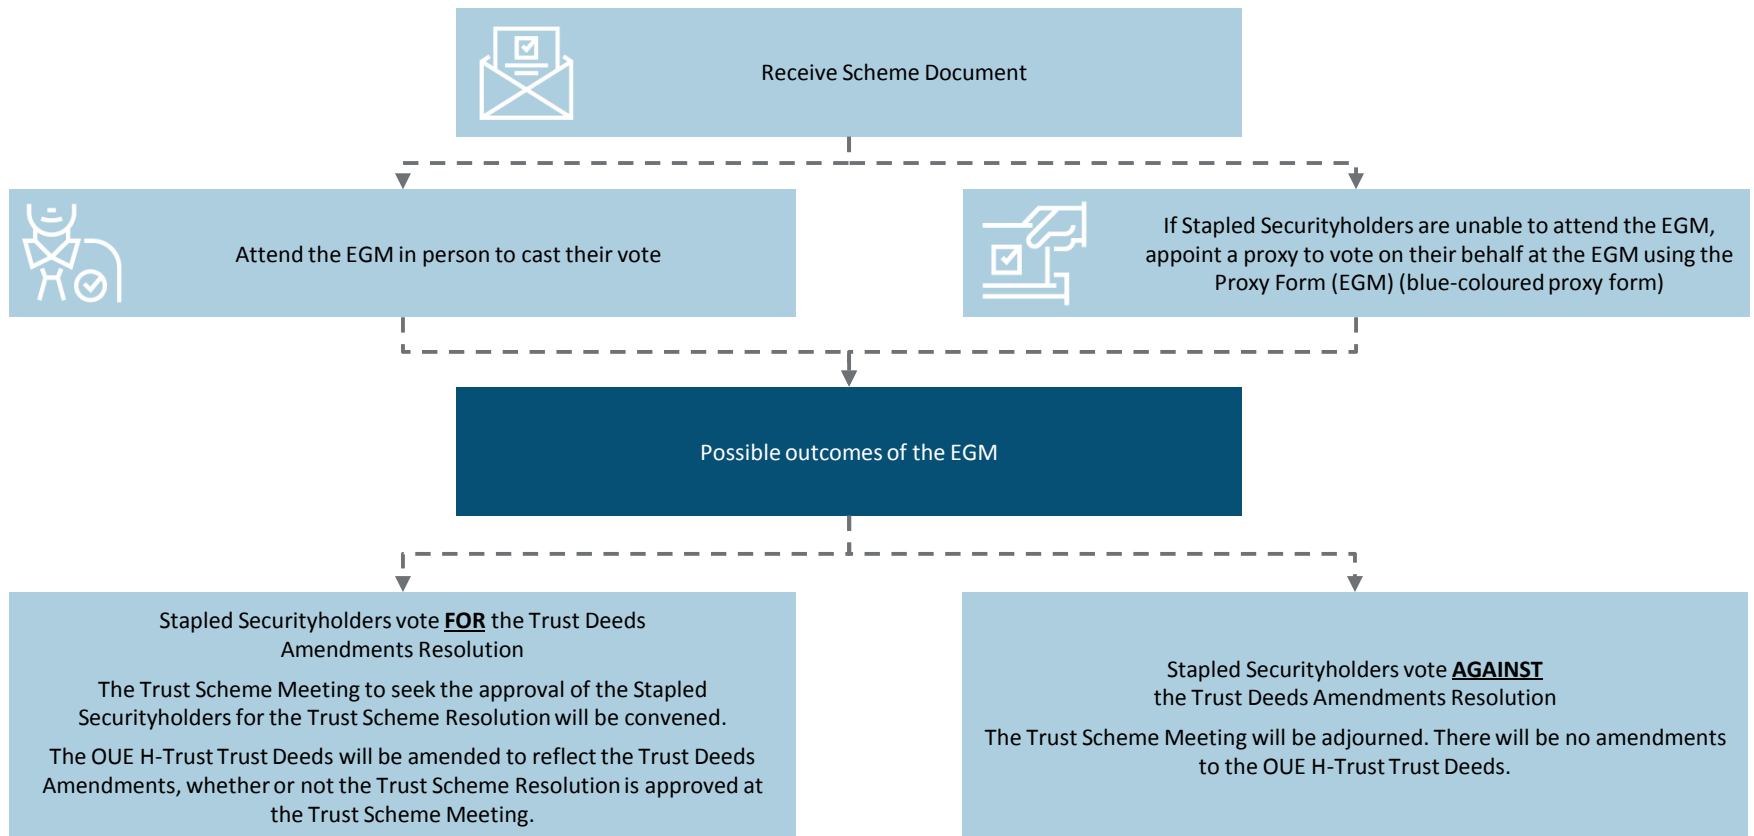 Receive Scheme Document
Attend the EGM in person to cast their vote
If Stapled Securityholders are unable to attend the EGM,
appoint a proxy to vote on their behalf at the EGM using the
Proxy Form (EGM) (blue-coloured proxy form)
Possible outcomes of the EGM
Stapled Securityholders vote FOR the Trust Deeds
Amendments Resolution
The Trust Scheme Meeting to seek the approval of the Stapled
Securityholders for the Trust Scheme Resolution will be convened.
The OUE H-Trust Trust Deeds will be amended to reflect the Trust Deeds
Amendments, whether or not the Trust Scheme Resolution is approved at
the Trust Scheme Meeting.
Stapled Securityholders vote AGAINST
the Trust Deeds Amendments Resolution
The Trust Scheme Meeting will be adjourned. There will be no amendments
to the OUE H-Trust Trust Deeds.